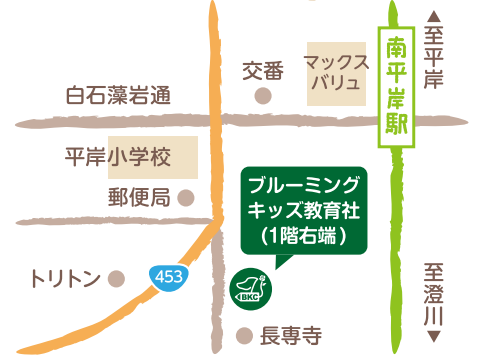 ▲至平岸
南平岸駅
マックス
バリュ
交番
白石藻岩通
平岸小学校
郵便局
ブルーミング
キッズ教育社
(1階右端)
トリトン
453
BKC
至澄川▼
長専寺